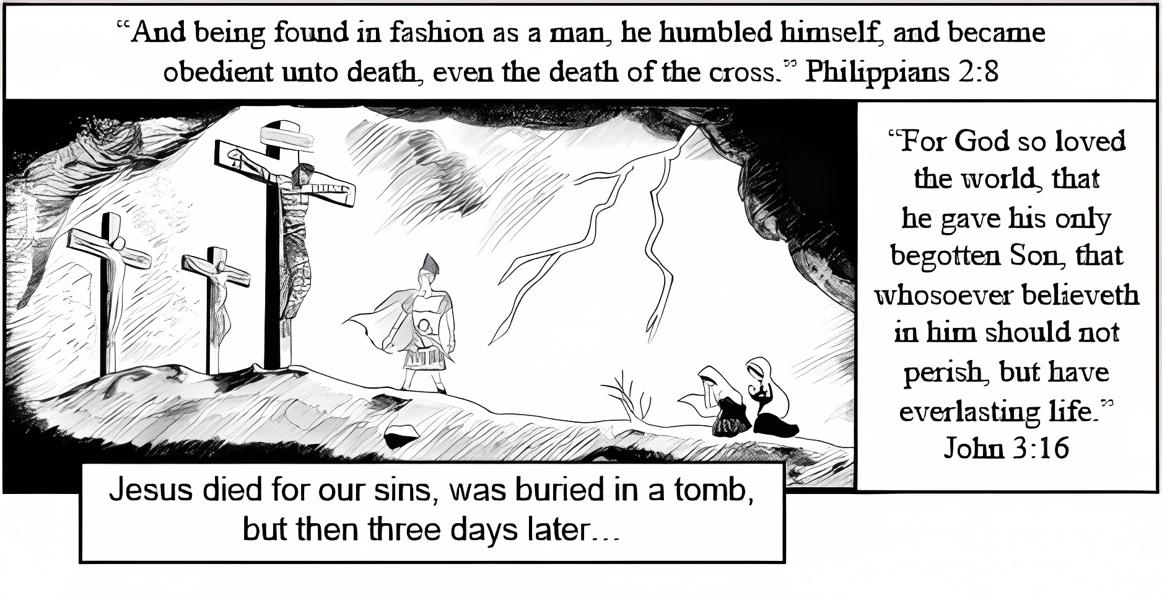 “And being found in fashion as a man, he humbled himself, and became
obedient unto death, even the death of the cross.” Philippians 2:8
“For God so loved
the world, that
he gave his only
begotten Son, that
whosoever believeth
in him should not
perish, but have
everlasting life.”
John 3:16
Jesus died for our sins, was buried in a tomb,
but then three days later…